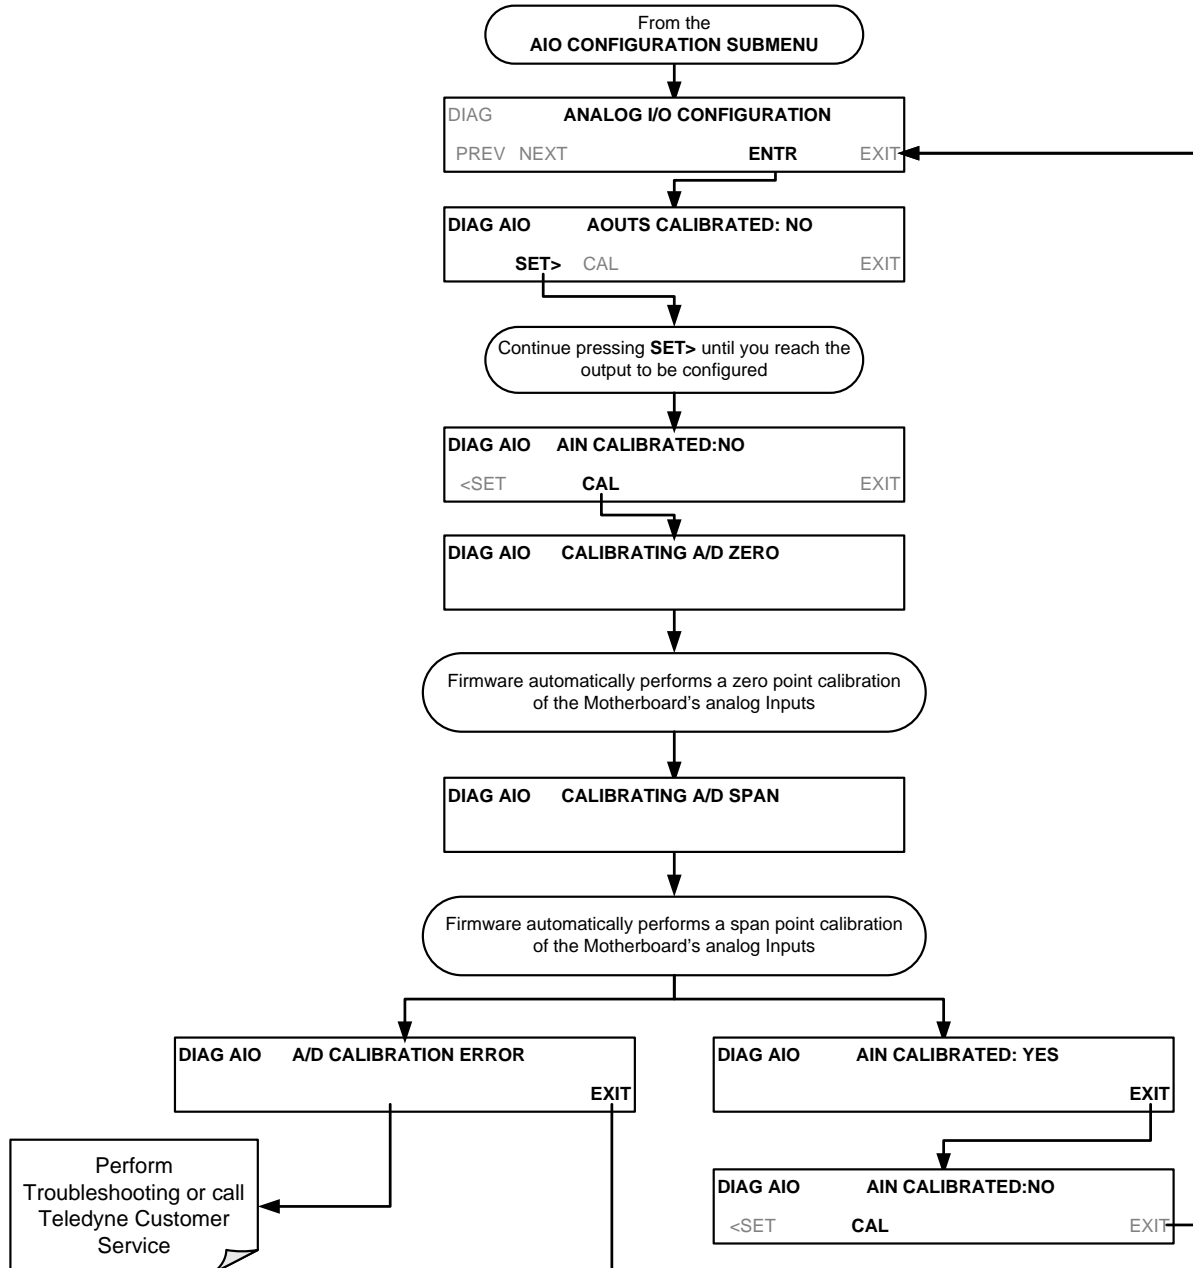 From the
AIO CONFIGURATION SUBMENU
DIAG ANALOG I/O CONFIGURATION
PREV NEXT ENTR EXIT
DIAG AIO AOUTS CALIBRATED: NO
SET> CAL EXIT
Continue pressing SET> until you reach the
output to be configured
DIAG AIO AIN CALIBRATED:NO
<SET CAL EXIT
DIAG AIO CALIBRATING A/D ZERO
Firmware automatically performs a zero point calibration
of the Motherboard’s analog Inputs
DIAG AIO CALIBRATING A/D SPAN
Firmware automatically performs a span point calibration
of the Motherboard’s analog Inputs
DIAG AIO A/D CALIBRATION ERROR
EXIT
DIAG AIO AIN CALIBRATED: YES
EXIT
Perform
Troubleshooting or call
Teledyne Customer
Service
DIAG AIO AIN CALIBRATED:NO
<SET CAL EXIT